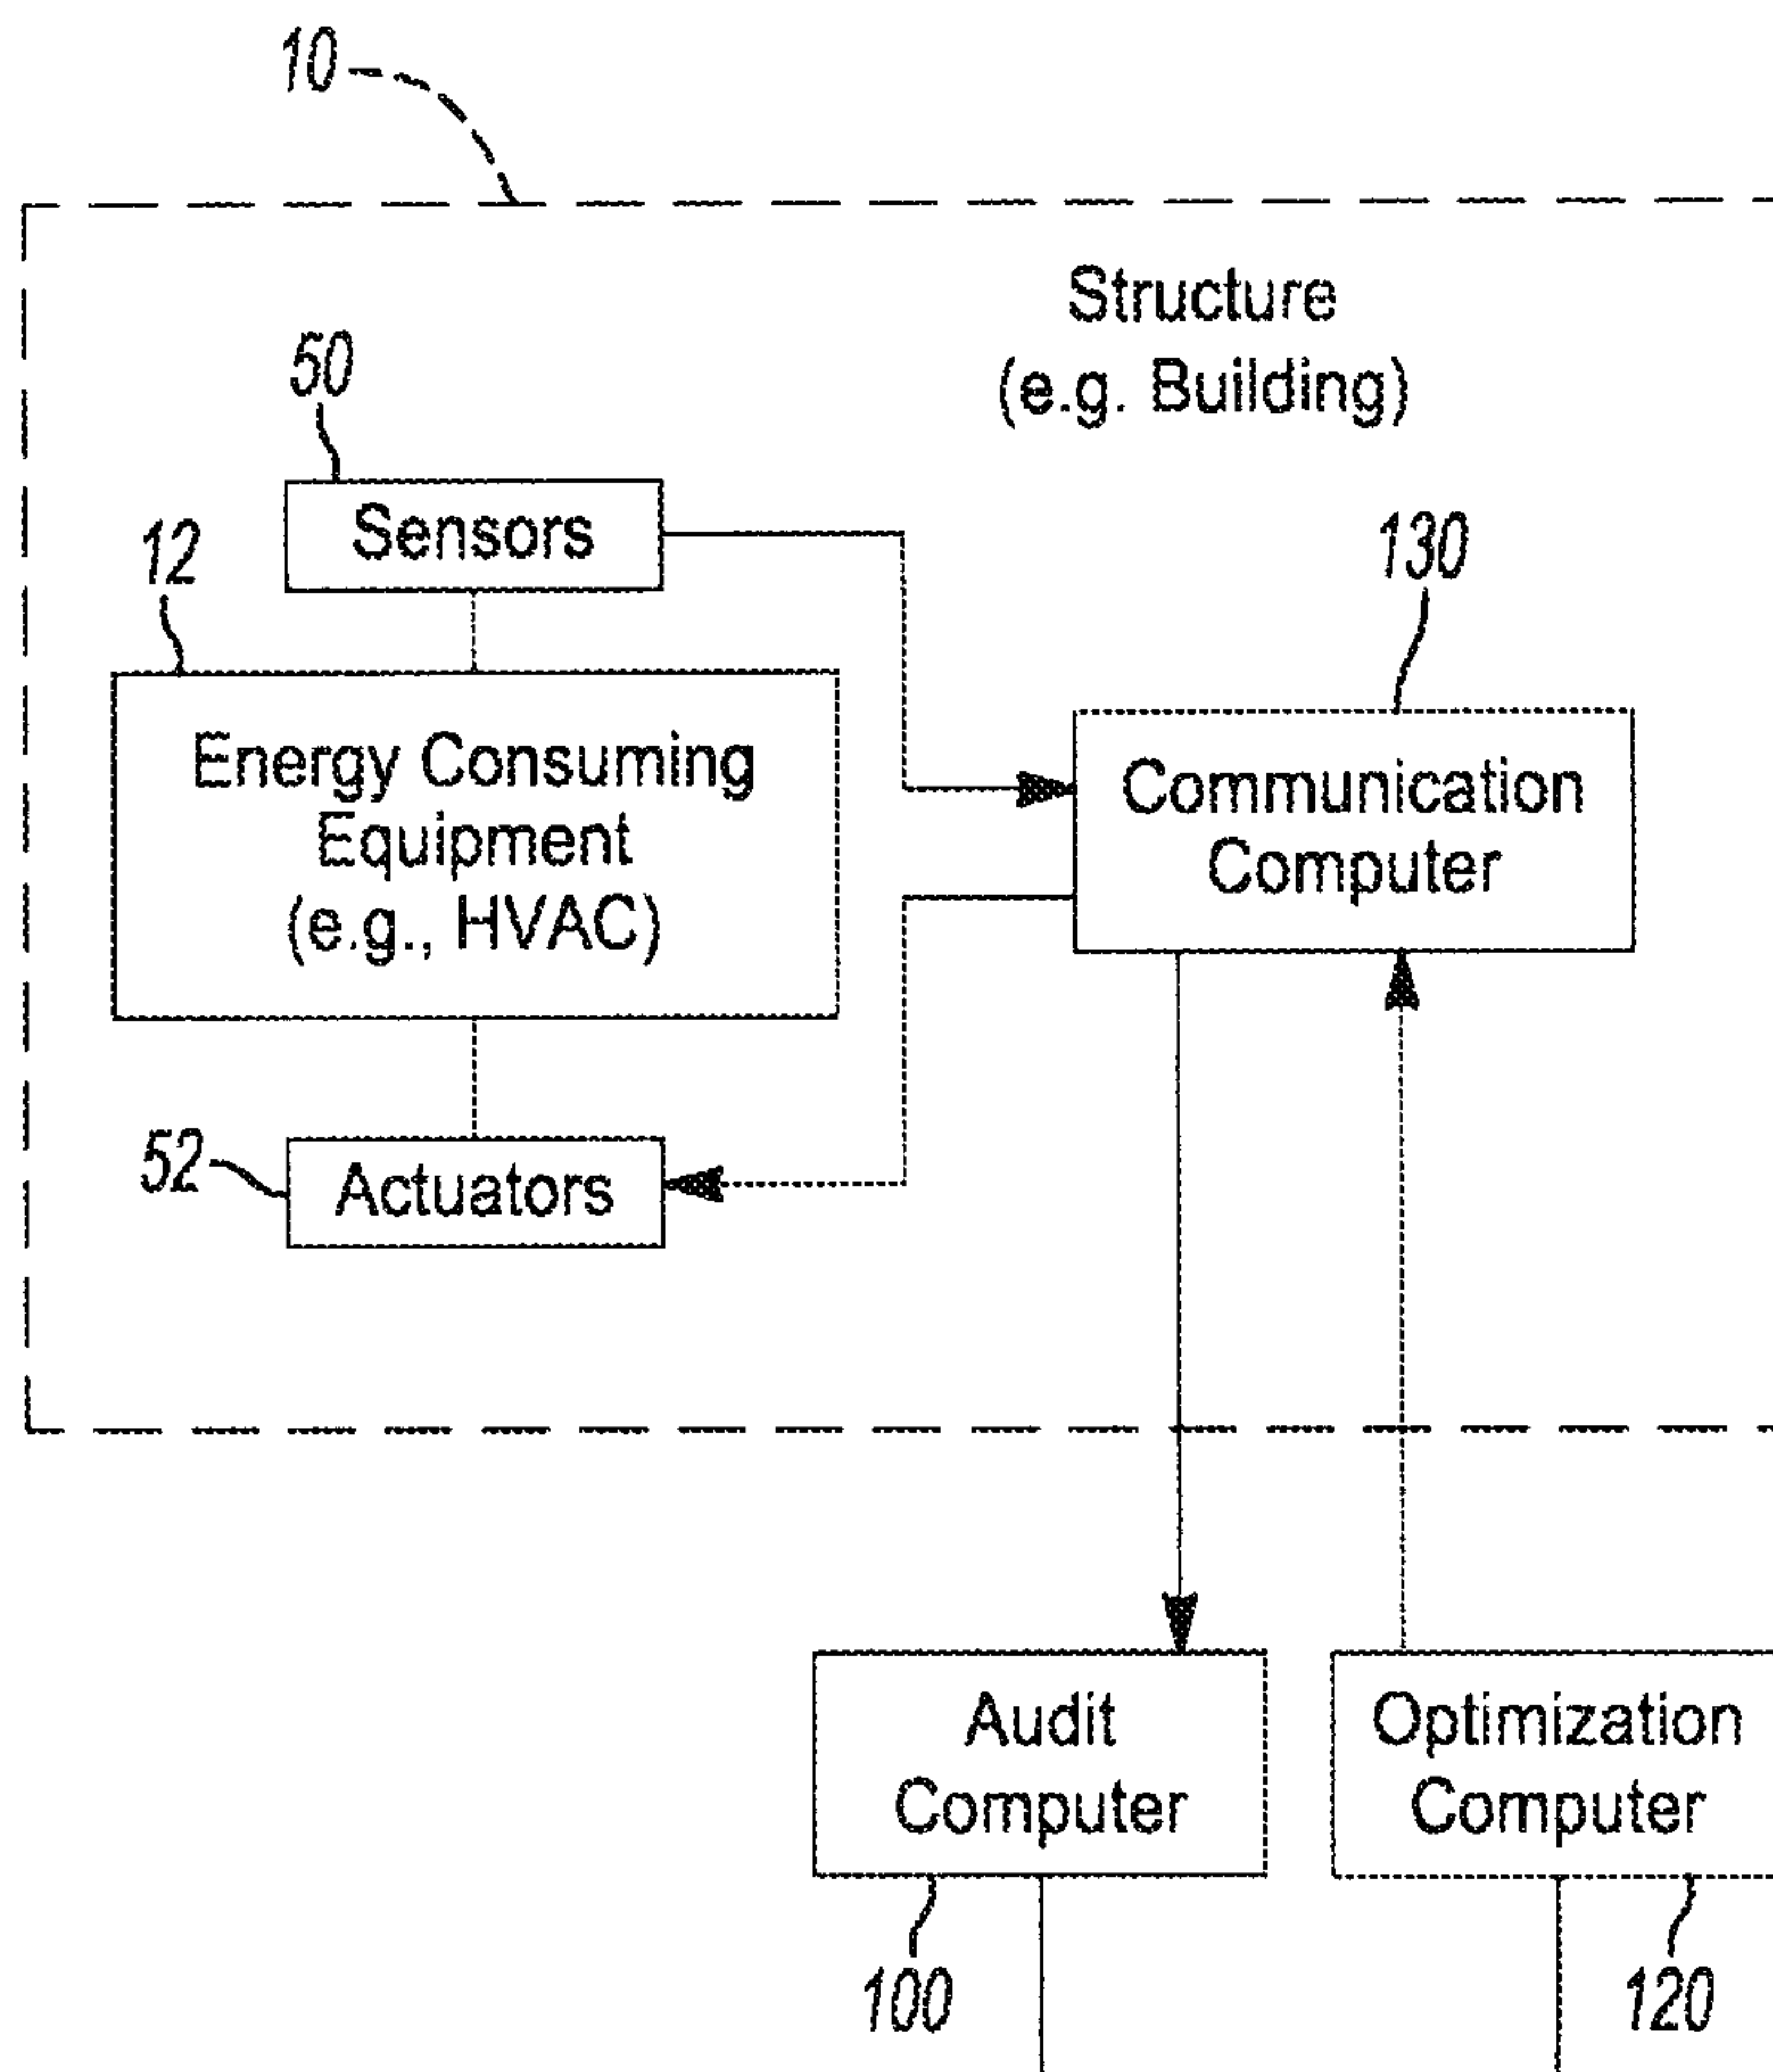 10
Structure
(e.g. Building)
50
Sensors
12
130
Energy Consuming
Equipment
(e.g., HVAC)
Communication
Computer
52
Actuators
Audit
Computer
Optimization
Computer
100
120